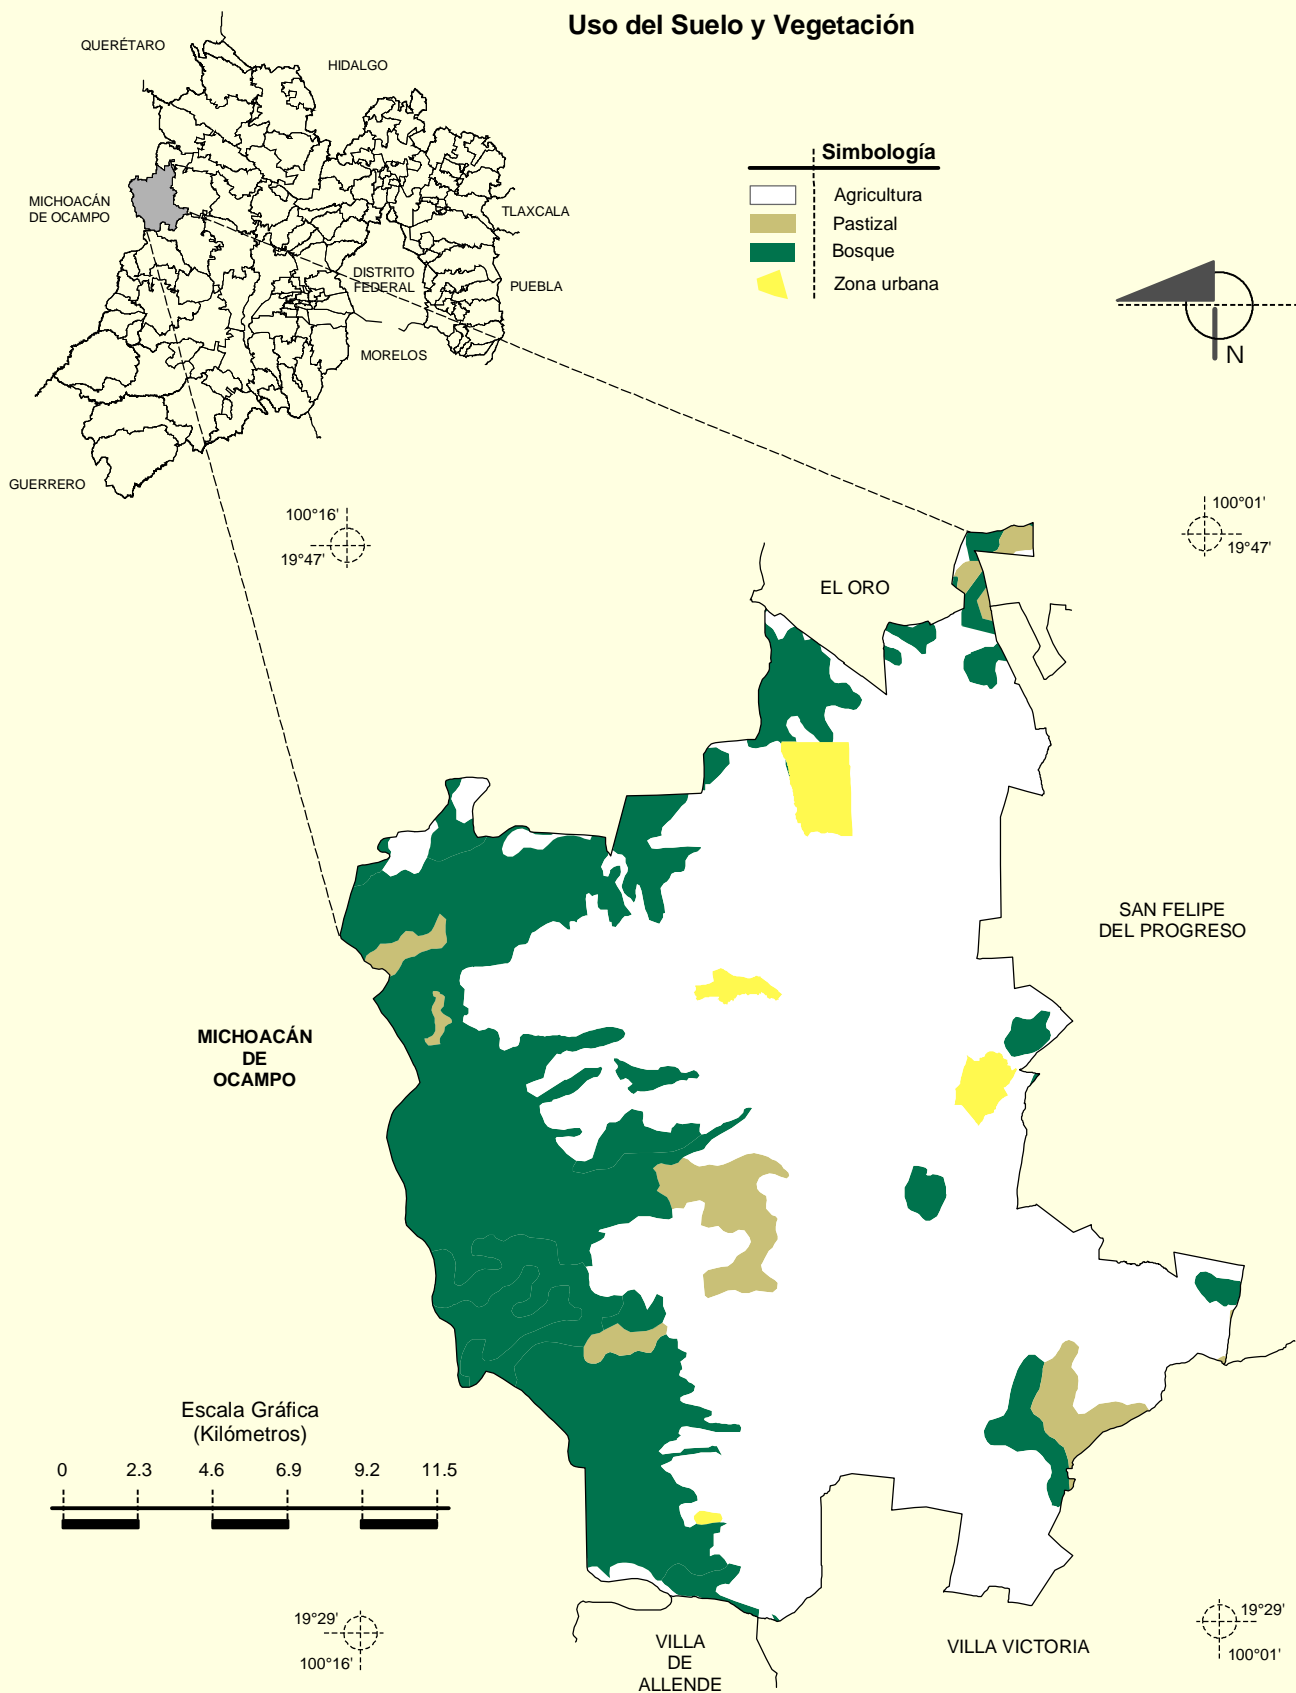 Uso del Suelo y Vegetación
QUERÉTARO
HIDALGO
MICHOACÁN
DE OCAMPO
TLAXCALA
DISTRITO
FEDERAL
PUEBLA
MORELOS
GUERRERO
Simbología
Agricultura
Pastizal
Bosque
Zona urbana
N
100°16'
19°47'
100°01'
19°47'
EL ORO
SAN FELIPE
DEL PROGRESO
MICHOACÁN
DE
OCAMPO
Escala Gráfica
(Kilómetros)
0 2.3 4.6 6.9 9.2 11.5
19°29'
100°16'
VILLA
DE
ALLENDE
VILLA VICTORIA
19°29'
100°01'